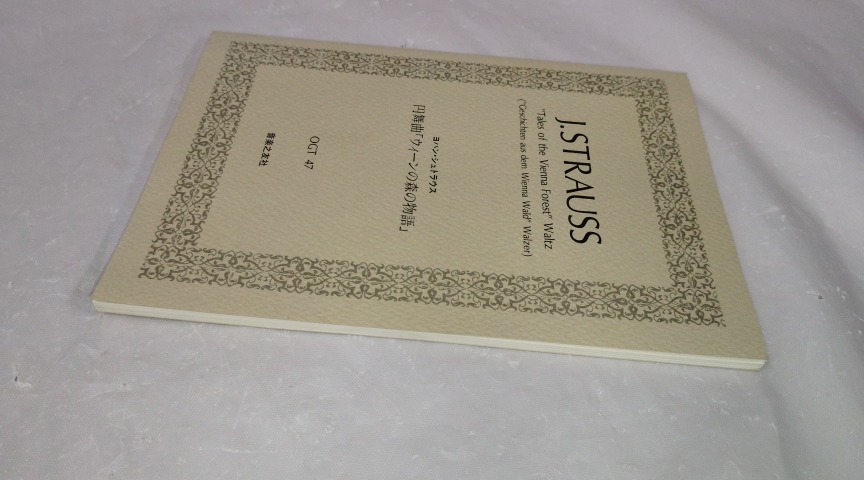 J.STRAUSS
"Tales of the Vienna Forest" Waltz
("Geschichten aus dem Wienna Wald" Walzer)
ヨハン・シュトラウス
円舞曲「ウィーンの森の物語」
OGT 47
音楽之友社